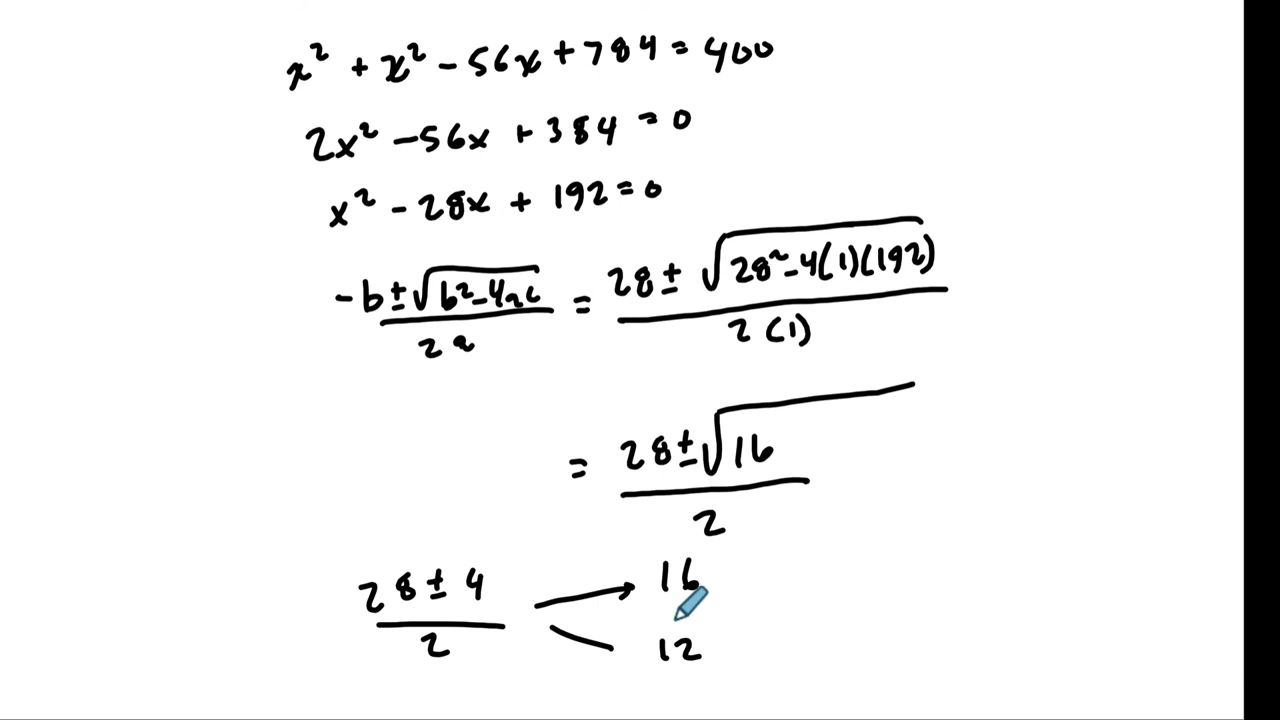 x² + x² - 56x + 784 = 400
2x² - 56x + 384 = 0
x² - 28x + 192 = 0
(-b ± √(b² - 4ac)) / 2a = (28 ± √(28² - 4(1)(192))) / 2(1)
= (28 ± √16) / 2
(28 ± 4) / 2 → 16
12